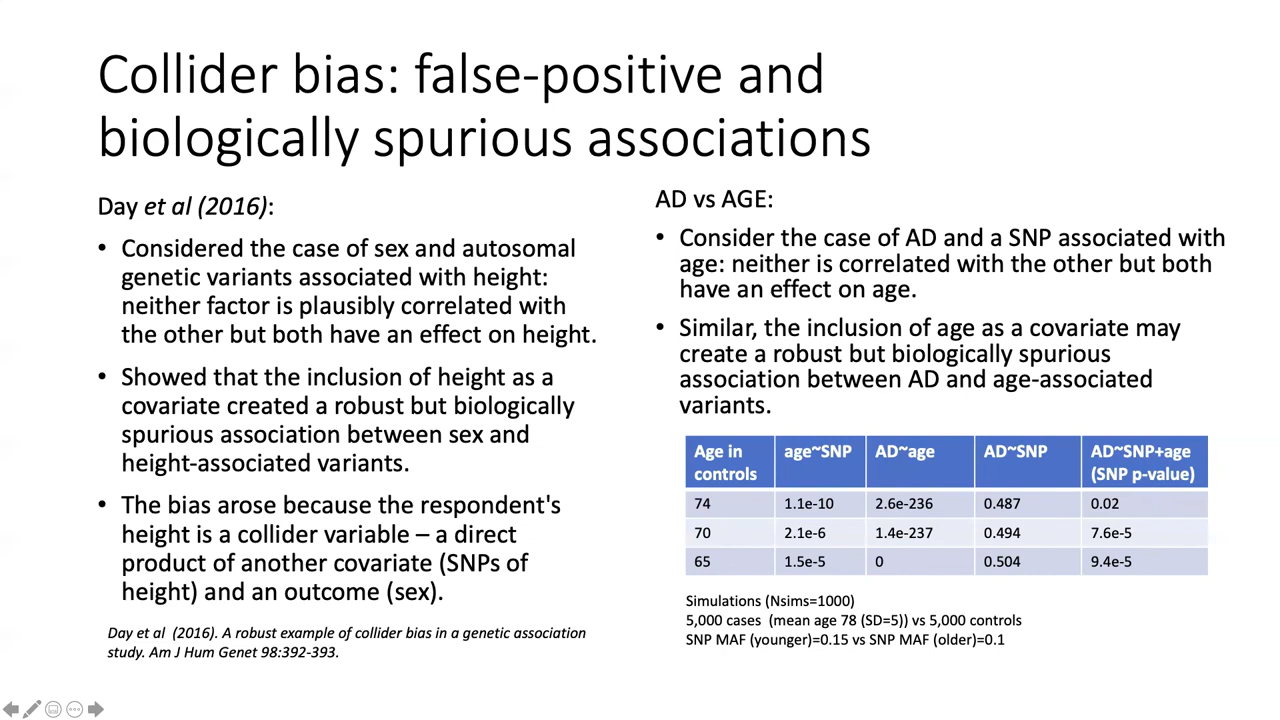 Collider bias: false-positive and
biologically spurious associations
Day et al (2016):
• Considered the case of sex and autosomal
genetic variants associated with height:
neither factor is plausibly correlated with
the other but both have an effect on height.
• Showed that the inclusion of height as a
covariate created a robust but biologically
spurious association between sex and
height-associated variants.
• The bias arose because the respondent's
height is a collider variable – a direct
product of another covariate (SNPs of
height) and an outcome (sex).
Day et al (2016). A robust example of collider bias in a genetic association
study. Am J Hum Genet 98:392-393.
AD vs AGE:
• Consider the case of AD and a SNP associated with
age: neither is correlated with the other but both
have an effect on age.
• Similar, the inclusion of age as a covariate may
create a robust but biologically spurious
association between AD and age-associated
variants.
Age in controls age~SNP AD~age AD~SNP AD~SNP+age (SNP p-value)
74 1.1e-10 2.6e-236 0.487 0.02
70 2.1e-6 1.4e-237 0.494 7.6e-5
65 1.5e-5 0 0.504 9.4e-5
Simulations (Nsims=1000)
5,000 cases (mean age 78 (SD=5)) vs 5,000 controls
SNP MAF (younger)=0.15 vs SNP MAF (older)=0.1